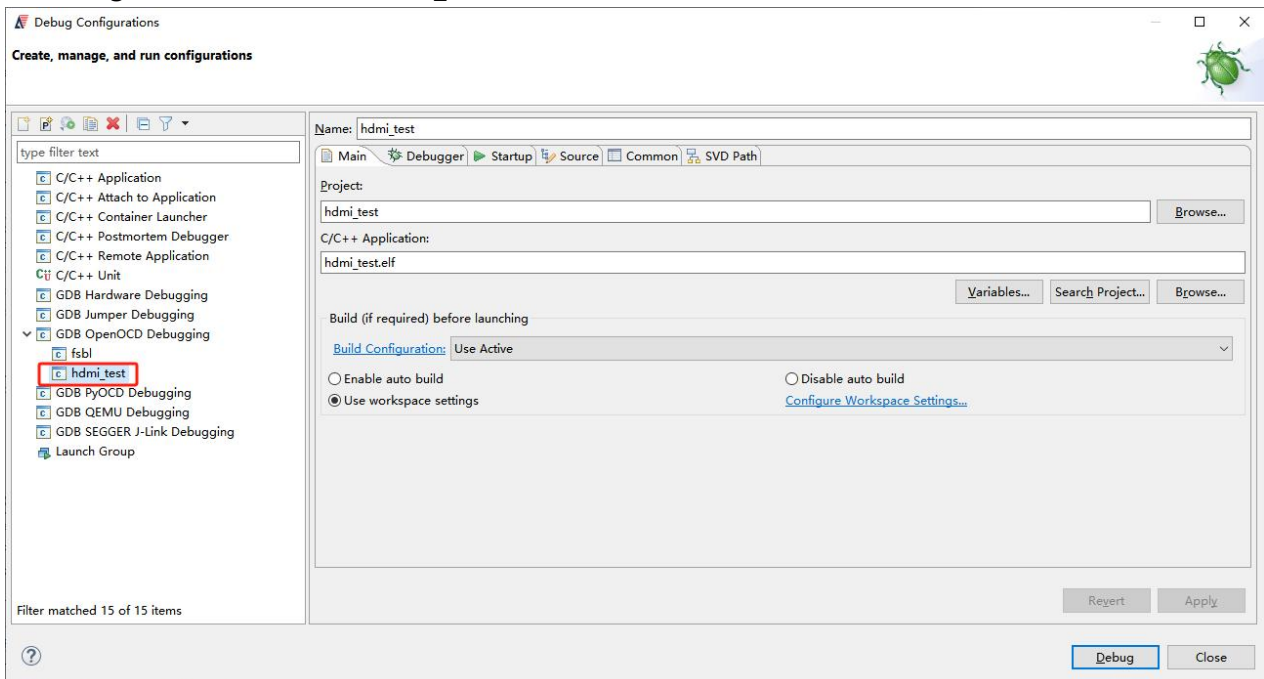 Debug Configurations
Create, manage, and run configurations
type filter text
C/C++ Application
C/C++ Attach to Application
C/C++ Container Launcher
C/C++ Postmortem Debugger
C/C++ Remote Application
C/C++ Unit
GDB Hardware Debugging
GDB Jumper Debugging
GDB OpenOCD Debugging
fsbl
hdmi_test
GDB PyOCD Debugging
GDB QEMU Debugging
GDB SEGGER J-Link Debugging
Launch Group
Filter matched 15 of 15 items
Name: hdmi_test
Main Debugger Startup Source Common SVD Path
Project:
hdmi_test Browse...
C/C++ Application:
hdmi_test.elf
Variables... Search Project... Browse...
Build (if required) before launching
Build Configuration: Use Active
Enable auto build Disable auto build
Use workspace settings Configure Workspace Settings...
Revert Apply
Debug Close